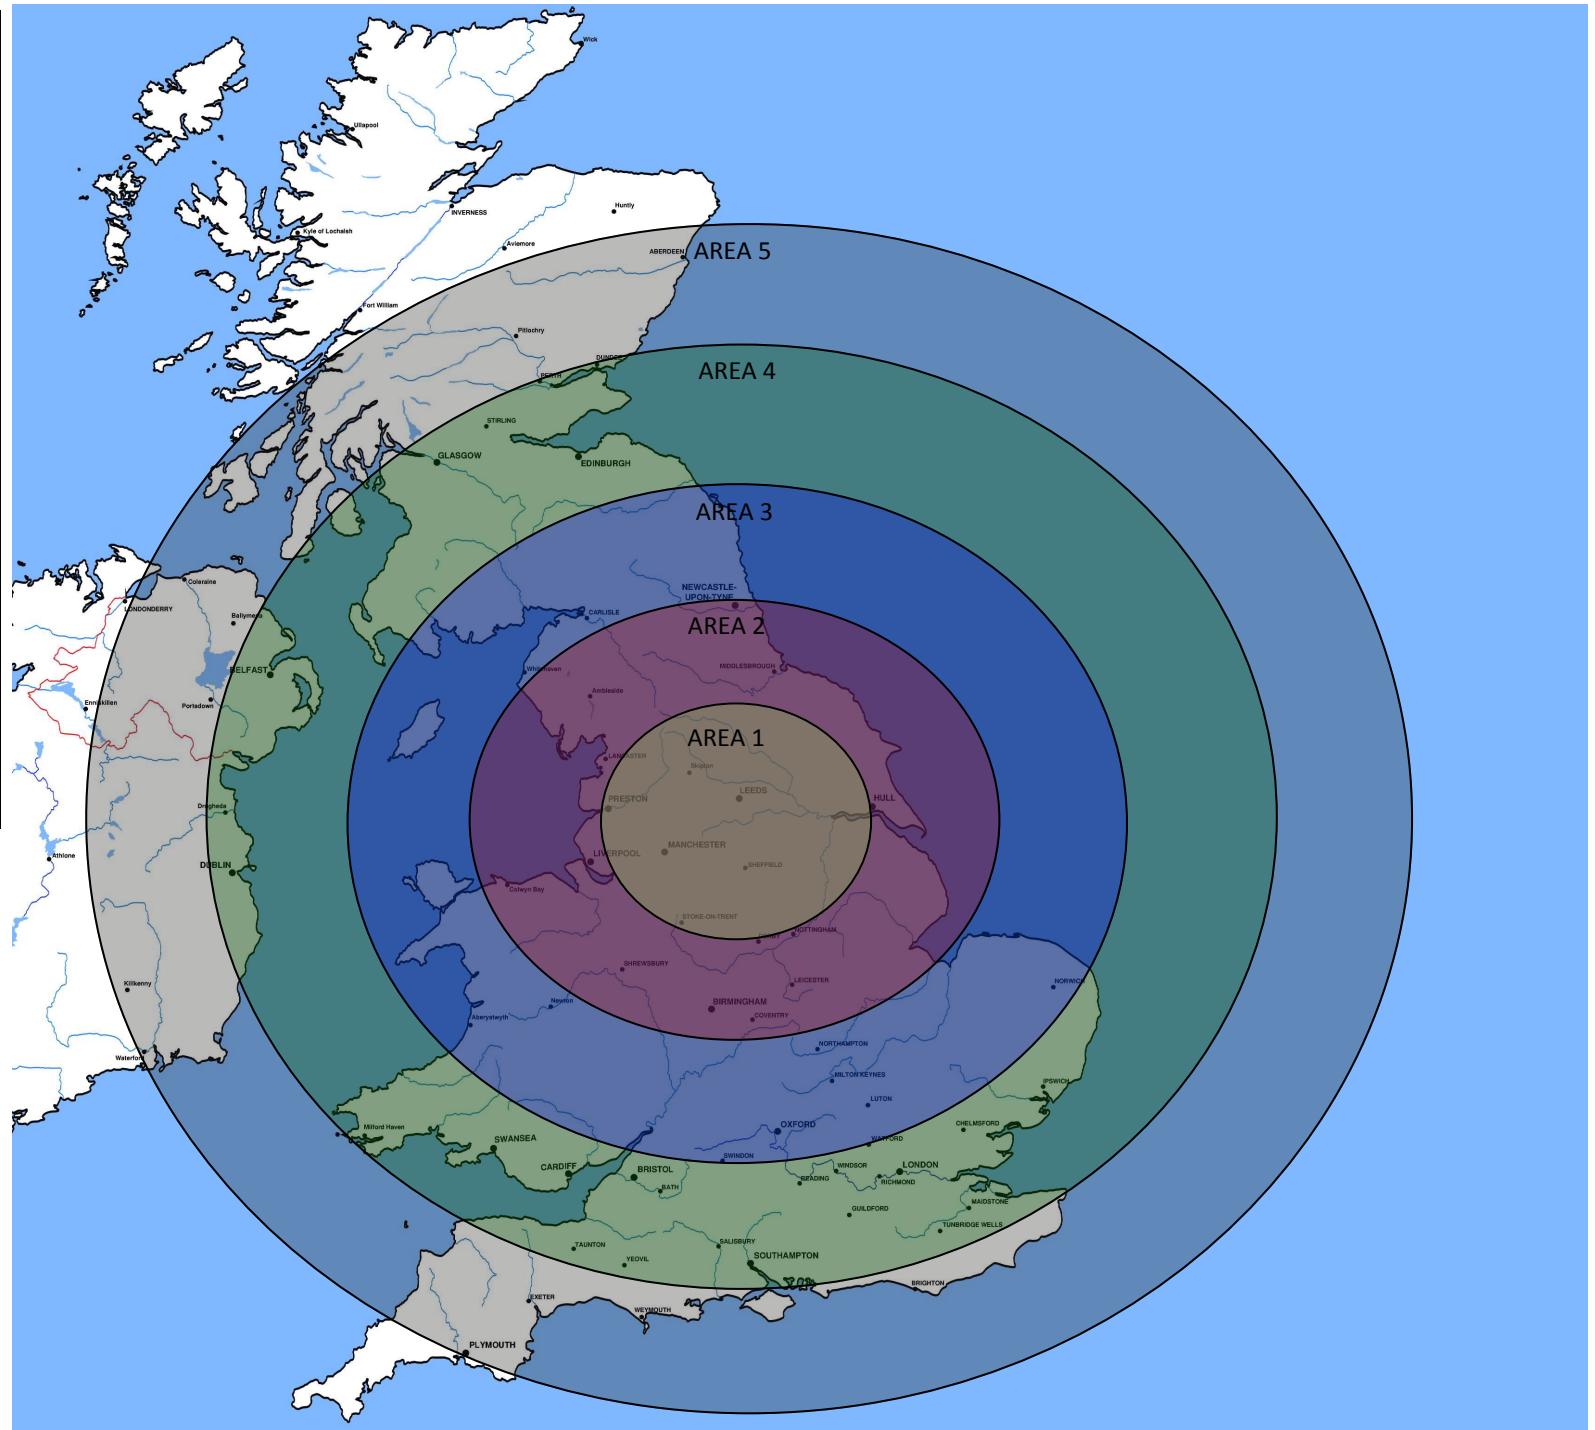 Wick
Ullapool
Huntly
INVERNESS
Kyle of Lochalsh
Aviemore
ABERDEEN
AREA 5
Fort William
Pitlochry
DUNDEE
AREA 4
PERTH
STIRLING
GLASGOW
EDINBURGH
AREA 3
Coleraine
NEWCASTLE-
UPON-TYNE
LONDONDERRY
CARLISLE
Ballymena
AREA 2
BELFAST
Whitehaven
MIDDLESBROUGH
Ambleside
Enniskillen
Portadown
AREA 1
LANCASTER
Skipton
LEEDS
PRESTON
HULL
Drogheda
MANCHESTER
LIVERPOOL
Athlone
DUBLIN
SHEFFIELD
Colwyn Bay
STOKE-ON-TRENT
NOTTINGHAM
DERBY
SHREWSBURY
LEICESTER
NORWICH
Killkenny
Newton
BIRMINGHAM
COVENTRY
Aberystwyth
NORTHAMPTON
Waterford
MILTON KEYNES
IPSWICH
LUTON
OXFORD
CHELMSFORD
Milford Haven
SWANSEA
WATFORD
SWINDON
CARDIFF
BRISTOL
WINDSOR
LONDON
READING
RICHMOND
BATH
MAIDSTONE
GUILDFORD
TUNBRIDGE WELLS
TAUNTON
SALISBURY
YEOVIL
SOUTHAMPTON
BRIGHTON
EXETER
WEYMOUTH
PLYMOUTH